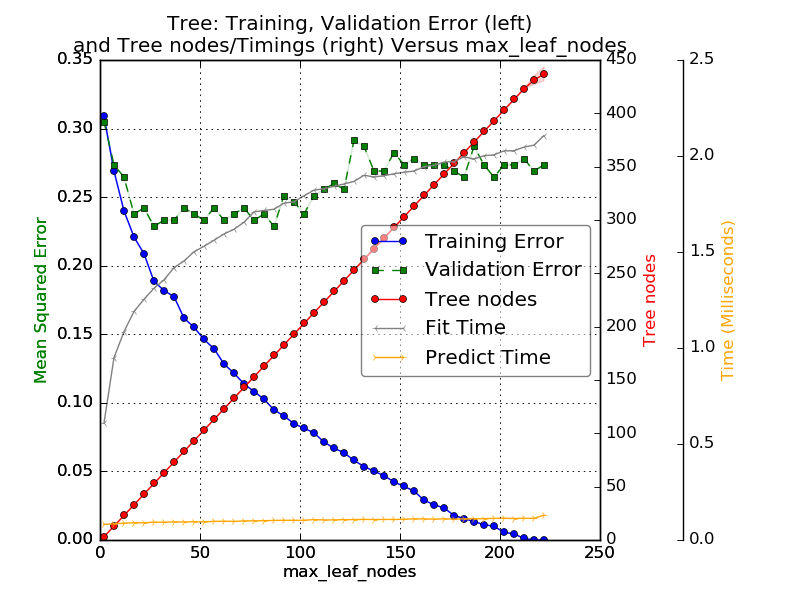 Tree: Training, Validation Error (left)
and Tree nodes/Timings (right) Versus max_leaf_nodes
0.35
0.30
0.25
0.20
0.15
0.10
0.05
0.00
Mean Squared Error
0
50
100
150
200
250
max_leaf_nodes
Training Error
Validation Error
Tree nodes
Fit Time
Predict Time
450
400
350
300
250
200
150
100
50
0
Tree nodes
2.5
2.0
1.5
1.0
0.5
0.0
Time (Milliseconds)